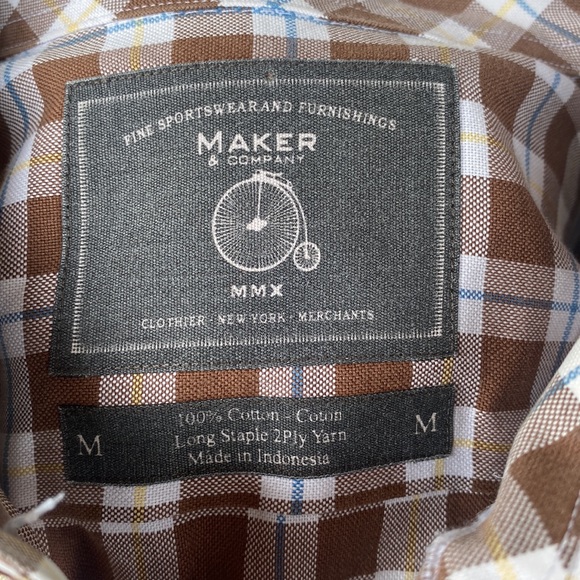 FINE SPORTSWEAR AND FURNISHINGS
MAKER
& COMPANY
MMX
CLOTHIER · NEW YORK · MERCHANTS
M 100% Cotton - Coton M
Long Staple 2Ply Yarn
Made in Indonesia